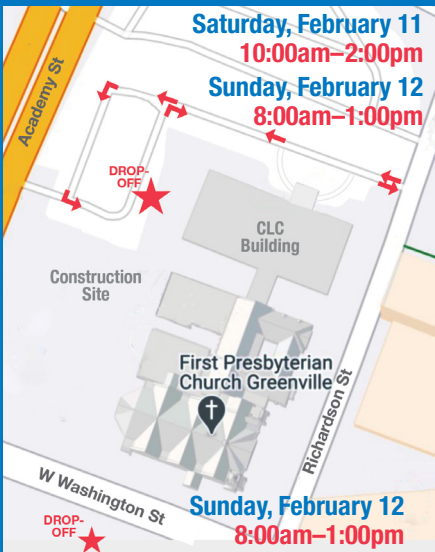 Saturday, February 11
10:00am–2:00pm
Sunday, February 12
8:00am–1:00pm
Academy St
DROP-
OFF
CLC
Building
Construction
Site
First Presbyterian
Church Greenville
Richardson St
W Washington St
DROP-
OFF
Sunday, February 12
8:00am–1:00pm